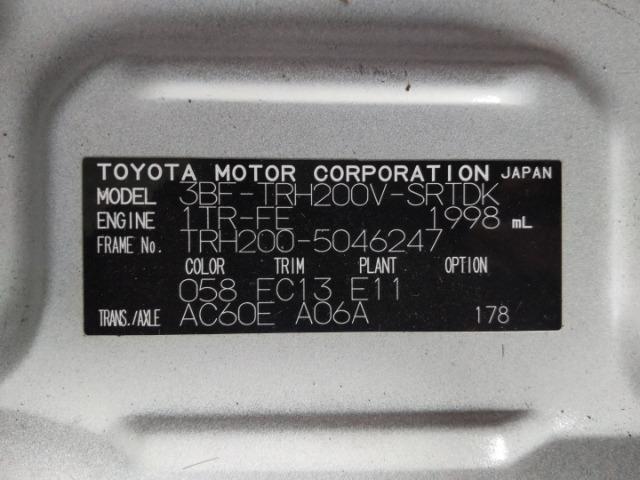 TOYOTA MOTOR CORPORATION JAPAN
MODEL 3BF-TRH200V-SRTDK
ENGINE 1TR-FE 1998 mL
FRAME No. TRH200-5046247
COLOR TRIM PLANT OPTION
058 FC13 E11
TRANS./AXLE AC60E A06A 178